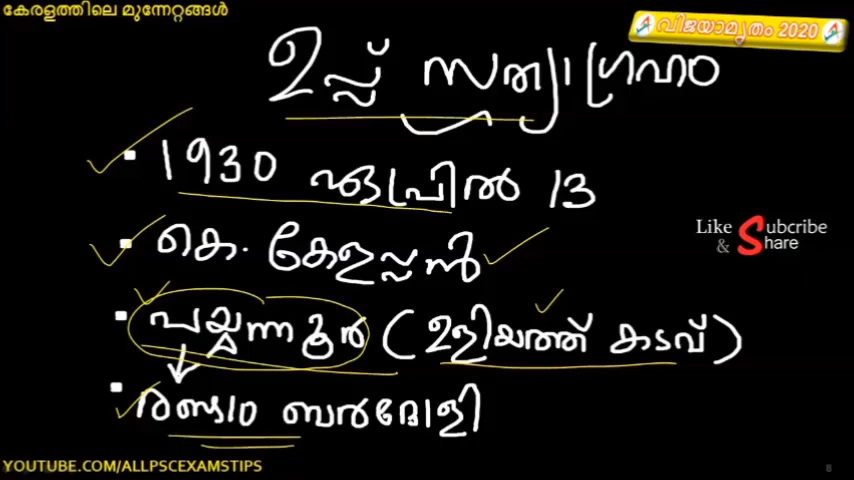 കേരളത്തിലെ മുന്നേറ്റങ്ങൾ
വിജയാമൃതം 2020
ഉപ്പ് സത്യാഗ്രഹം
1930 ഏപ്രിൽ 13
കെ. കേളപ്പൻ
Like Subcribe
& Share
പയ്യന്നൂർ (ഉളിയത്ത് കടവ്)
രണ്ടാം ബർദോളി
YOUTUBE.COM/ALLPSCEXAMSTIPS
8